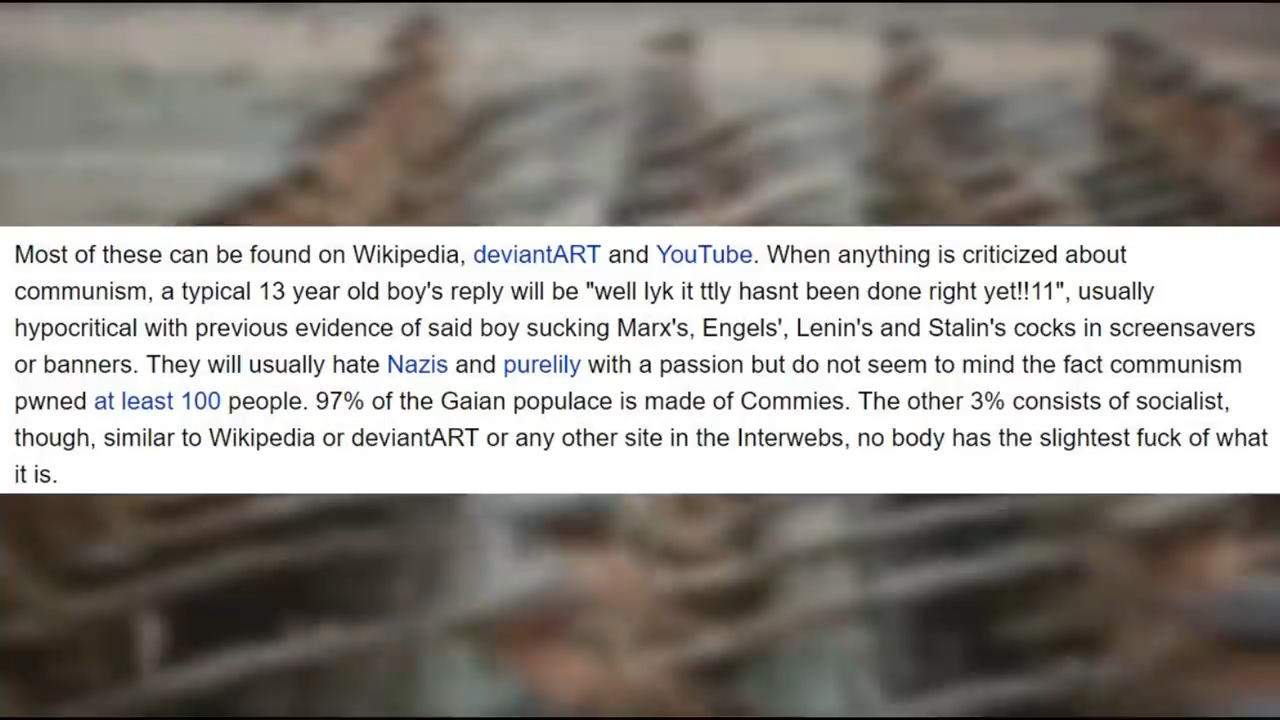 Most of these can be found on Wikipedia, deviantART and YouTube. When anything is criticized about
communism, a typical 13 year old boy's reply will be "well lyk it ttly hasnt been done right yet!!11", usually
hypocritical with previous evidence of said boy sucking Marx's, Engels', Lenin's and Stalin's cocks in screensavers
or banners. They will usually hate Nazis and purelily with a passion but do not seem to mind the fact communism
pwned at least 100 people. 97% of the Gaian populace is made of Commies. The other 3% consists of socialist,
though, similar to Wikipedia or deviantART or any other site in the Interwebs, no body has the slightest fuck of what
it is.